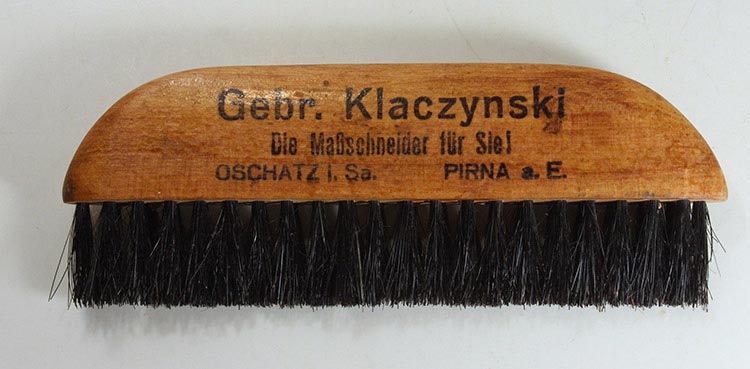 Gebr. Klaczynski
Die Maßschneider für Sie!
OSCHATZ i. Sa. PIRNA a. E.